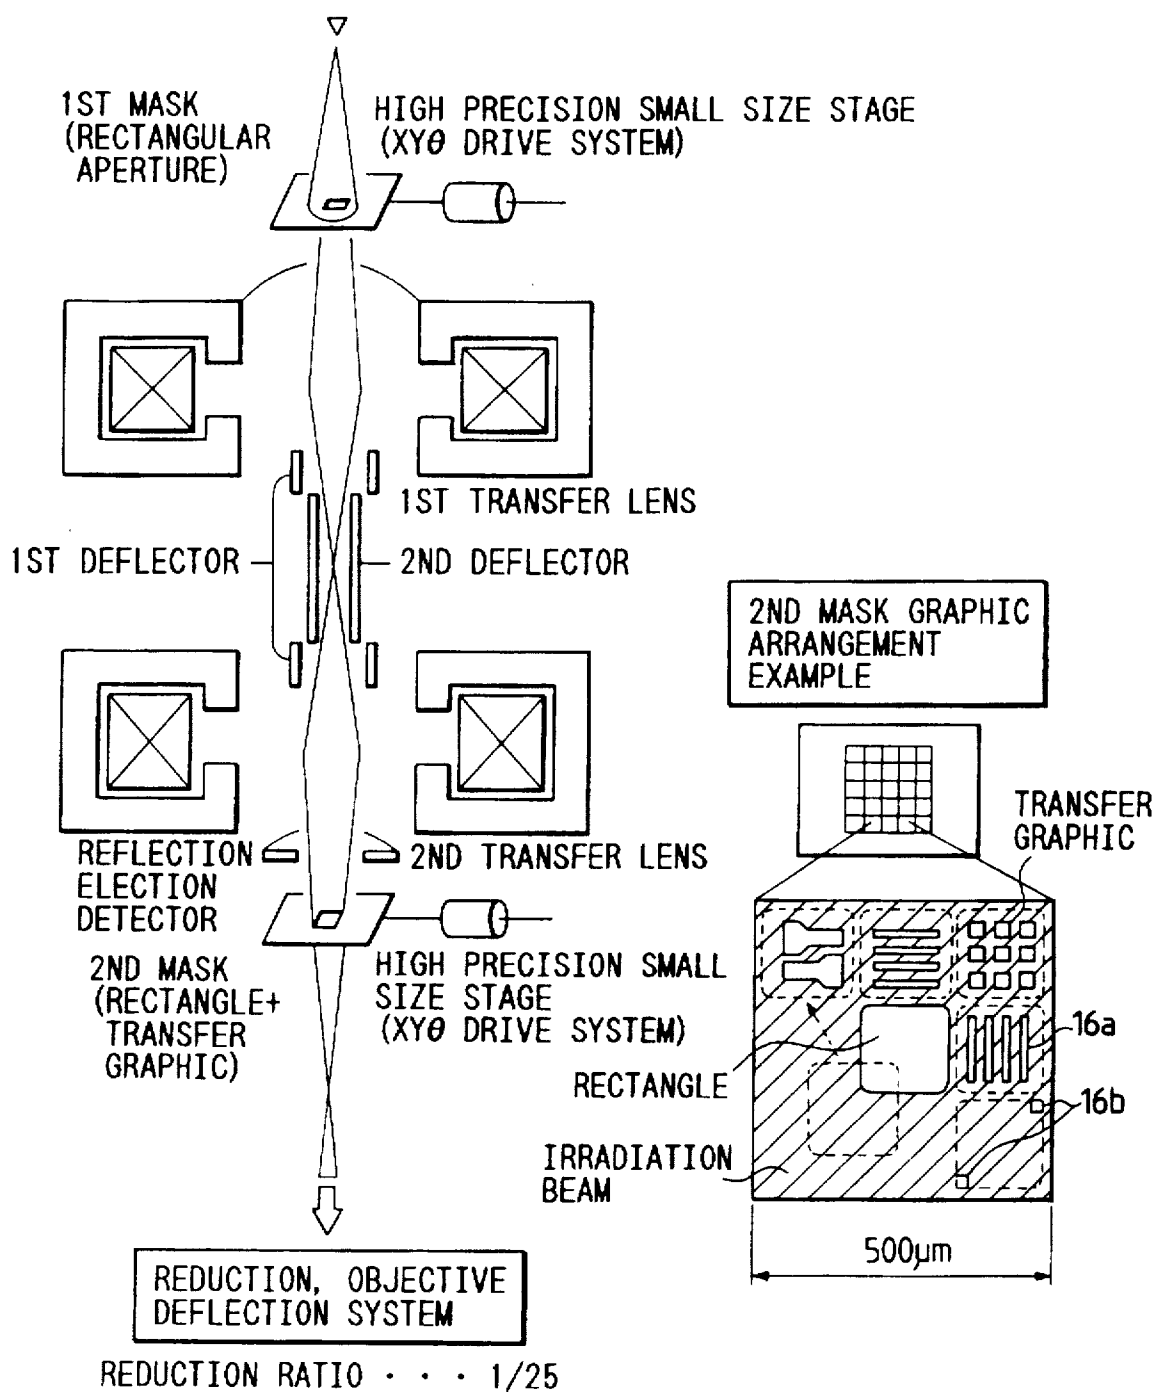 1ST MASK
(RECTANGULAR
APERTURE)
HIGH PRECISION SMALL SIZE STAGE
(XYθ DRIVE SYSTEM)
1ST TRANSFER LENS
1ST DEFLECTOR
2ND DEFLECTOR
2ND MASK GRAPHIC
ARRANGEMENT
EXAMPLE
TRANSFER
GRAPHIC
REFLECTION
ELECTION
DETECTOR
2ND TRANSFER LENS
2ND MASK
(RECTANGLE+
TRANSFER
GRAPHIC)
HIGH PRECISION SMALL
SIZE STAGE
(XYθ DRIVE SYSTEM)
16a
RECTANGLE
16b
IRRADIATION
BEAM
500μm
REDUCTION, OBJECTIVE
DEFLECTION SYSTEM
REDUCTION RATIO · · · 1/25